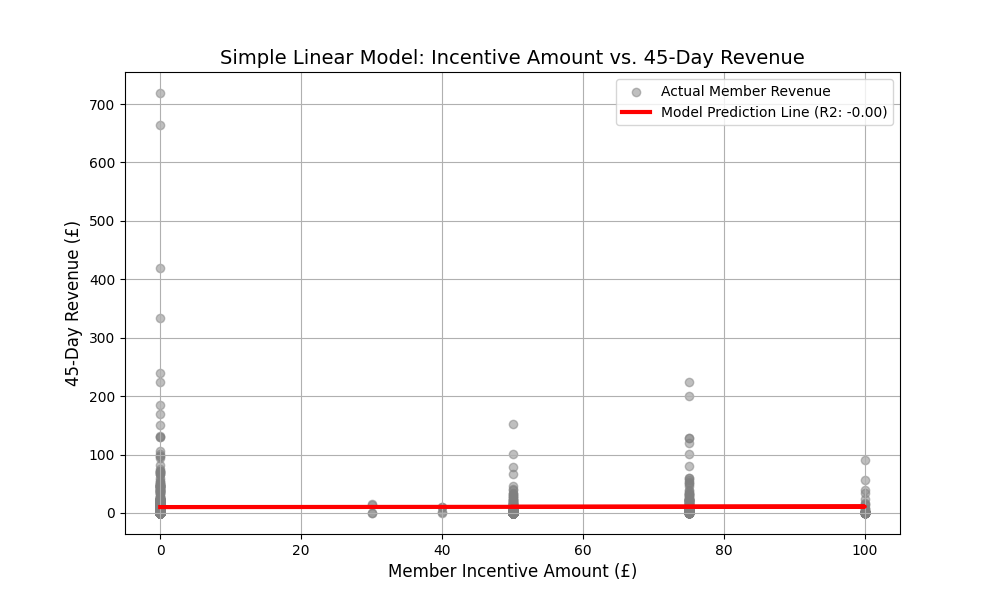 Simple Linear Model: Incentive Amount vs. 45-Day Revenue
Actual Member Revenue
Model Prediction Line (R2: -0.00)
45-Day Revenue (£)
700
600
500
400
300
200
100
0
0 20 40 60 80 100
Member Incentive Amount (£)